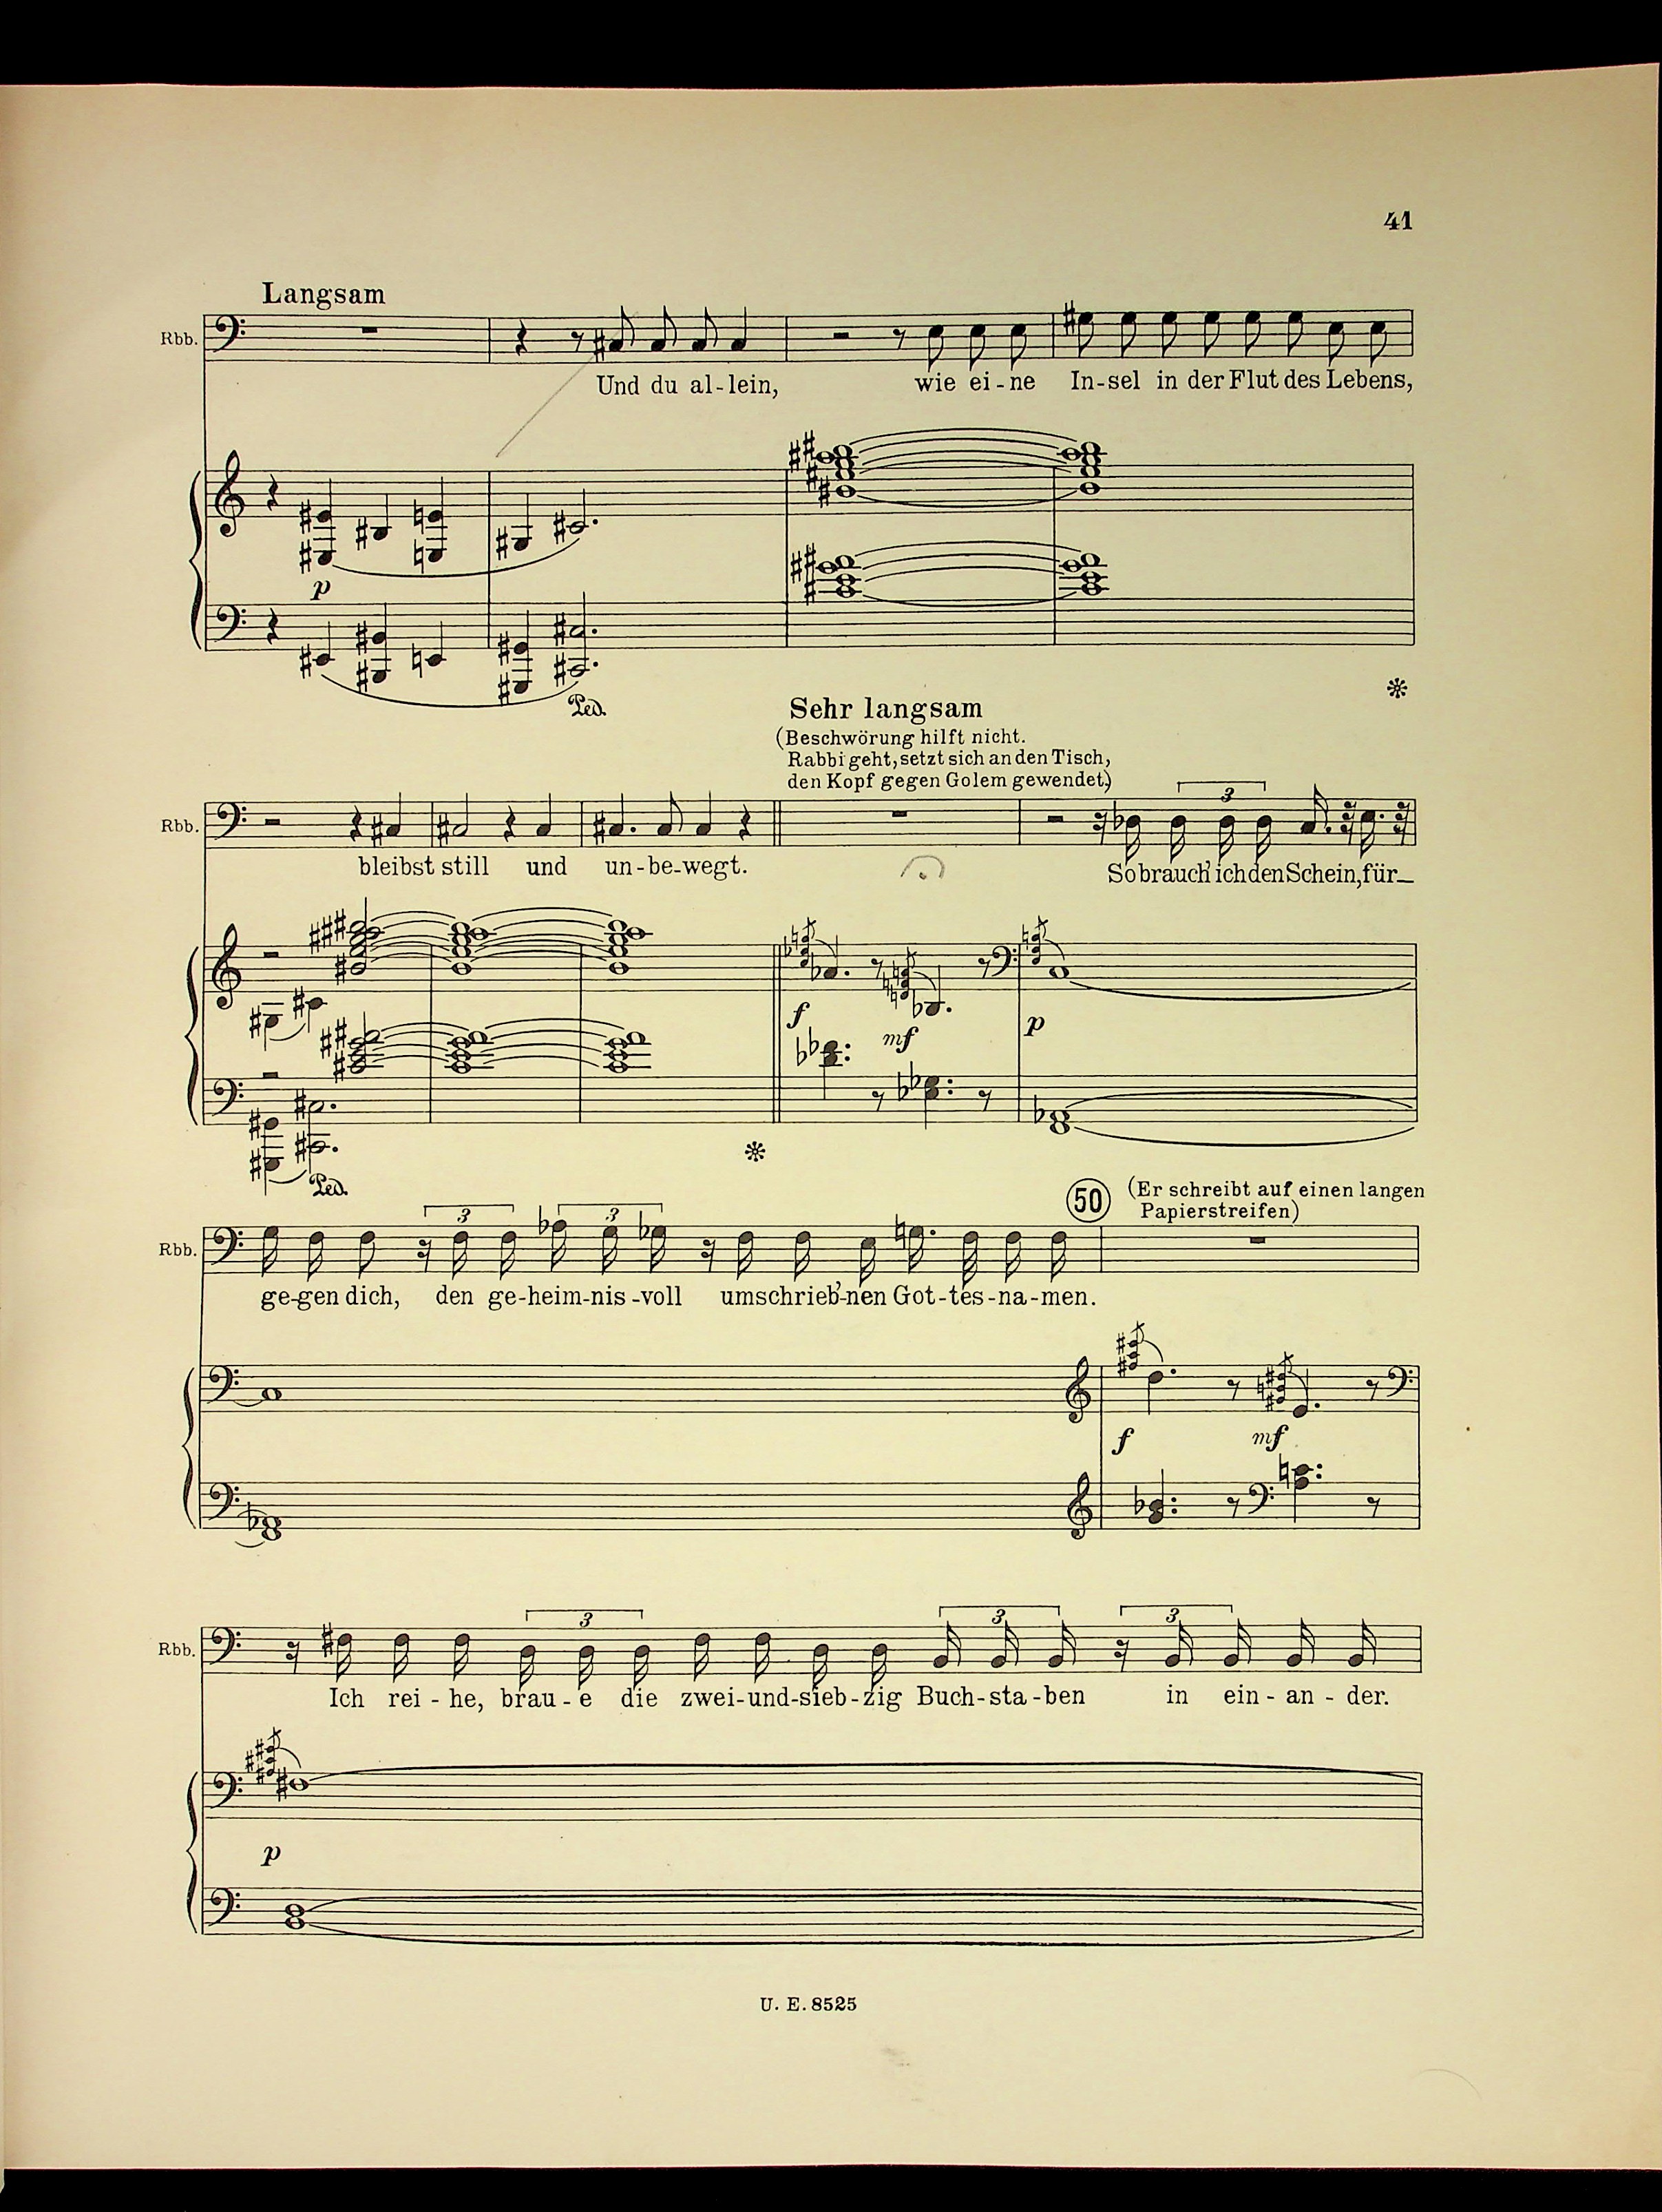 41
Langsam
Rbb.
Und du al-lein, wie ei-ne In-sel in der Flut des Lebens,
p
Ped.
Sehr langsam
(Beschwörung hilft nicht.
Rabbi geht, setzt sich an den Tisch,
den Kopf gegen Golem gewendet)
3
Rbb.
bleibst still und un-be-wegt. So brauch' ich den Schein, für_
f mf p
Ped.
50 (Er schreibt auf einen langen
Papierstreifen)
3 3
Rbb.
ge-gen dich, den ge-heim-nis-voll umschrieb'-nen Got-tes-na-men.
f mf
3 3 3
Rbb.
Ich rei-he, brau-e die zwei-und-sieb-zig Buch-sta-ben in ein-an-der.
p
U. E. 8525